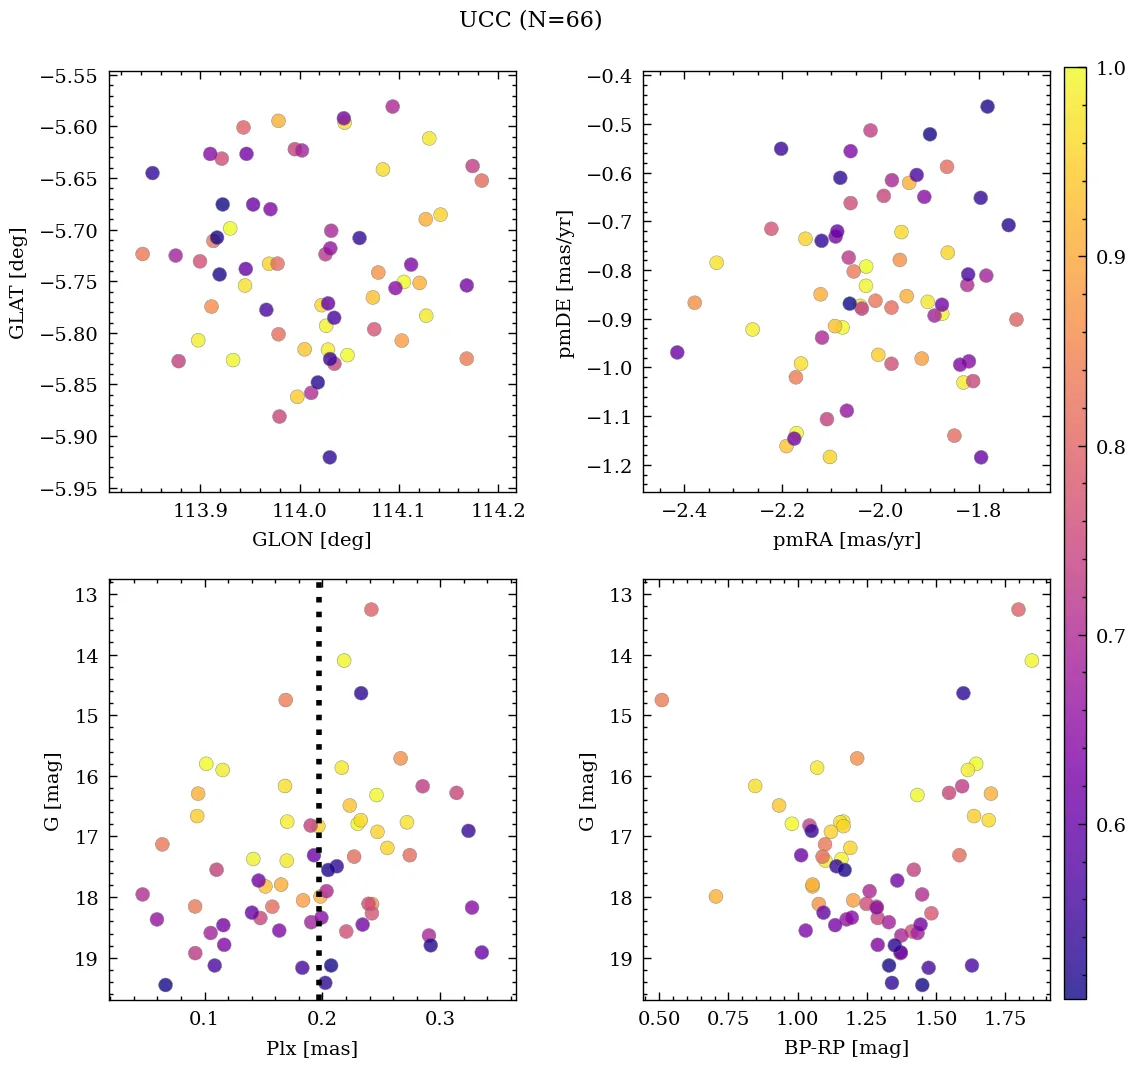 UCC (N=66)
−5.55
−5.60
−5.65
−5.70
−5.75
−5.80
−5.85
−5.90
−5.95
GLAT [deg]
113.9 114.0 114.1 114.2
GLON [deg]
−0.4
−0.5
−0.6
−0.7
−0.8
−0.9
−1.0
−1.1
−1.2
pmDE [mas/yr]
−2.4 −2.2 −2.0 −1.8
pmRA [mas/yr]
13
14
15
16
17
18
19
G [mag]
0.1 0.2 0.3
Plx [mas]
13
14
15
16
17
18
19
G [mag]
0.50 0.75 1.00 1.25 1.50 1.75
BP-RP [mag]
1.0
0.9
0.8
0.7
0.6